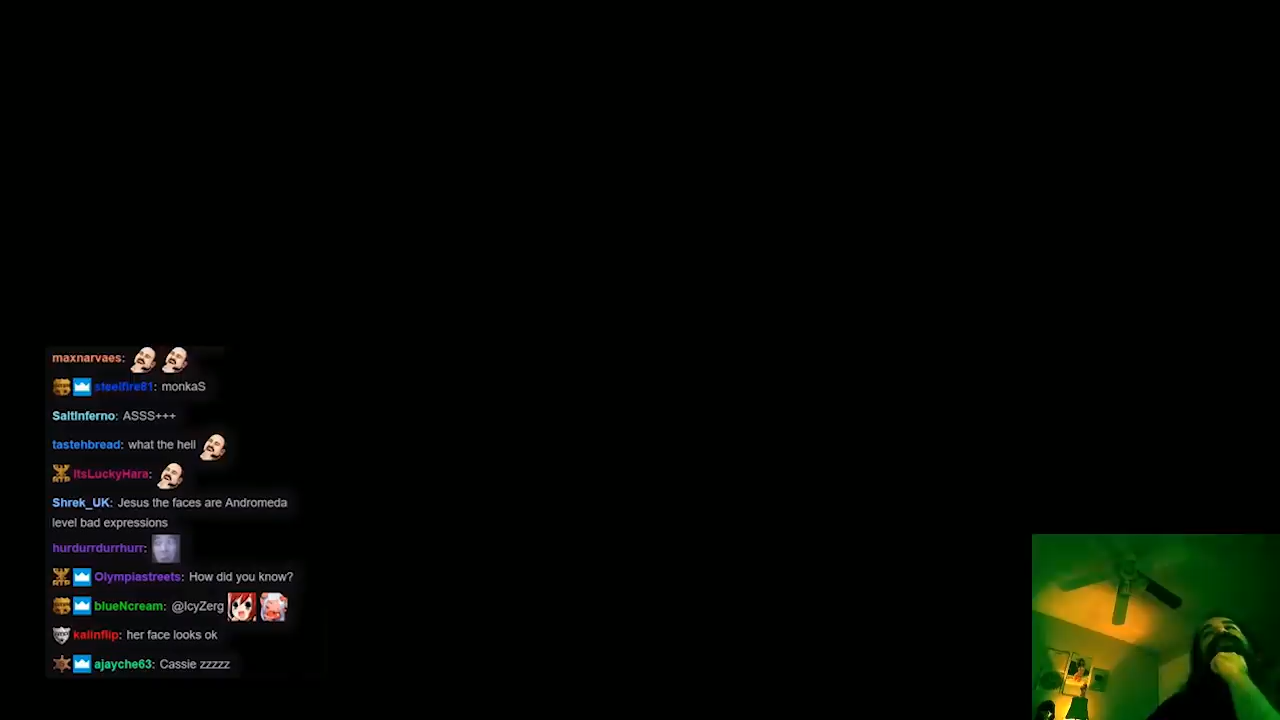 maxnarvaes:
steelfire81: monkaS
SaltInferno: ASSS+++
tastehbread: what the hell
ItsLuckyHara:
Shrek_UK: Jesus the faces are Andromeda
level bad expressions
hurdurrdurrhurr:
Olympiastreets: How did you know?
blueNcream: @IcyZerg
kalinflip: her face looks ok
ajayche63: Cassie zzzzz